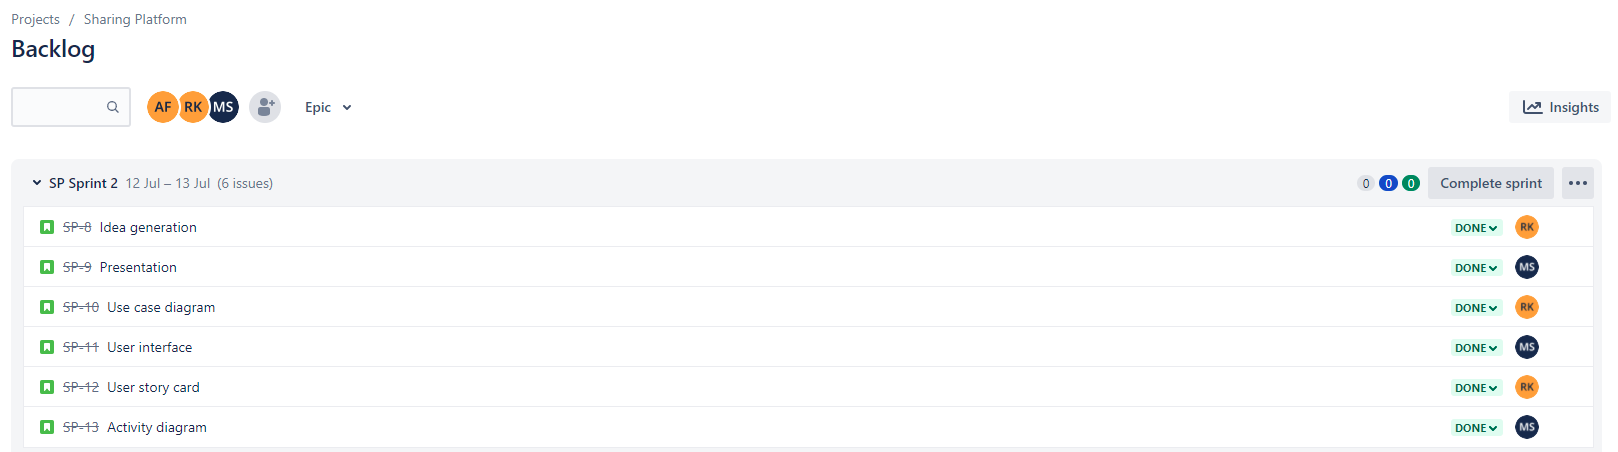 Projects / Sharing Platform
Backlog
AF RK MS Epic Insights
SP Sprint 2 12 Jul – 13 Jul (6 issues) 0 0 0 Complete sprint
SP-8 Idea generation DONE RK
SP-9 Presentation DONE MS
SP-10 Use case diagram DONE RK
SP-11 User interface DONE MS
SP-12 User story card DONE RK
SP-13 Activity diagram DONE MS